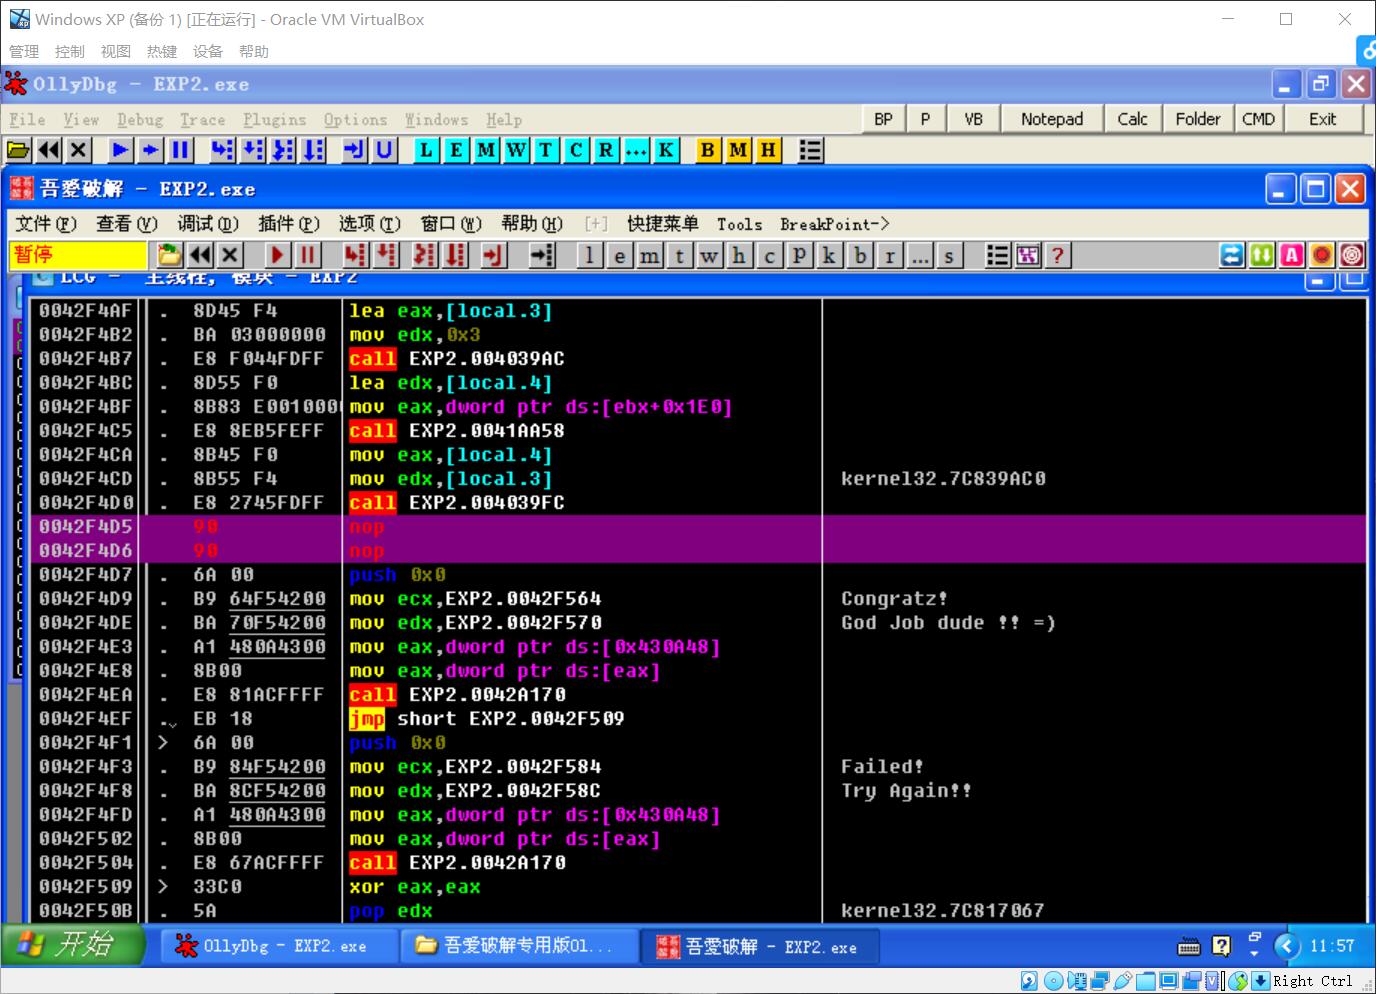 Windows XP (备份 1) [正在运行] - Oracle VM VirtualBox
管理 控制 视图 热键 设备 帮助
OllyDbg - EXP2.exe
File View Debug Trace Plugins Options Windows Help BP P VB Notepad Calc Folder CMD Exit
L E M W T C R ... K B M H
吾爱破解 - EXP2.exe
文件(F) 查看(V) 调试(D) 插件(P) 选项(T) 窗口(W) 帮助(H) [+] 快捷菜单 Tools BreakPoint->
暂停 l e m t w h c P k b r ... s ? A
LCG - 主线程, 模块 - EXP2
0042F4AF . 8D45 F4 lea eax,[local.3]
0042F4B2 . BA 03000000 mov edx,0x3
0042F4B7 . E8 F044FDFF call EXP2.004039AC
0042F4BC . 8D55 F0 lea edx,[local.4]
0042F4BF . 8B83 E001000 mov eax,dword ptr ds:[ebx+0x1E0]
0042F4C5 . E8 8EB5FEFF call EXP2.0041AA58
0042F4CA . 8B45 F0 mov eax,[local.4]
0042F4CD . 8B55 F4 mov edx,[local.3] kernel32.7C839AC0
0042F4D0 . E8 2745FDFF call EXP2.004039FC
0042F4D5 90 nop
0042F4D6 90 nop
0042F4D7 . 6A 00 push 0x0
0042F4D9 . B9 64F54200 mov ecx,EXP2.0042F564 Congratz!
0042F4DE . BA 70F54200 mov edx,EXP2.0042F570 God Job dude !! =)
0042F4E3 . A1 480A4300 mov eax,dword ptr ds:[0x430A48]
0042F4E8 . 8B00 mov eax,dword ptr ds:[eax]
0042F4EA . E8 81ACFFFF call EXP2.0042A170
0042F4EF . EB 18 jmp short EXP2.0042F509
0042F4F1 > 6A 00 push 0x0
0042F4F3 . B9 84F54200 mov ecx,EXP2.0042F584 Failed!
0042F4F8 . BA 8CF54200 mov edx,EXP2.0042F58C Try Again!!
0042F4FD . A1 480A4300 mov eax,dword ptr ds:[0x430A48]
0042F502 . 8B00 mov eax,dword ptr ds:[eax]
0042F504 . E8 67ACFFFF call EXP2.0042A170
0042F509 > 33C0 xor eax,eax
0042F50B . 5A pop edx kernel32.7C817067
开始 OllyDbg - EXP2.exe 吾爱破解专用版Ol... 吾爱破解 - EXP2.exe 11:57
Right Ctrl